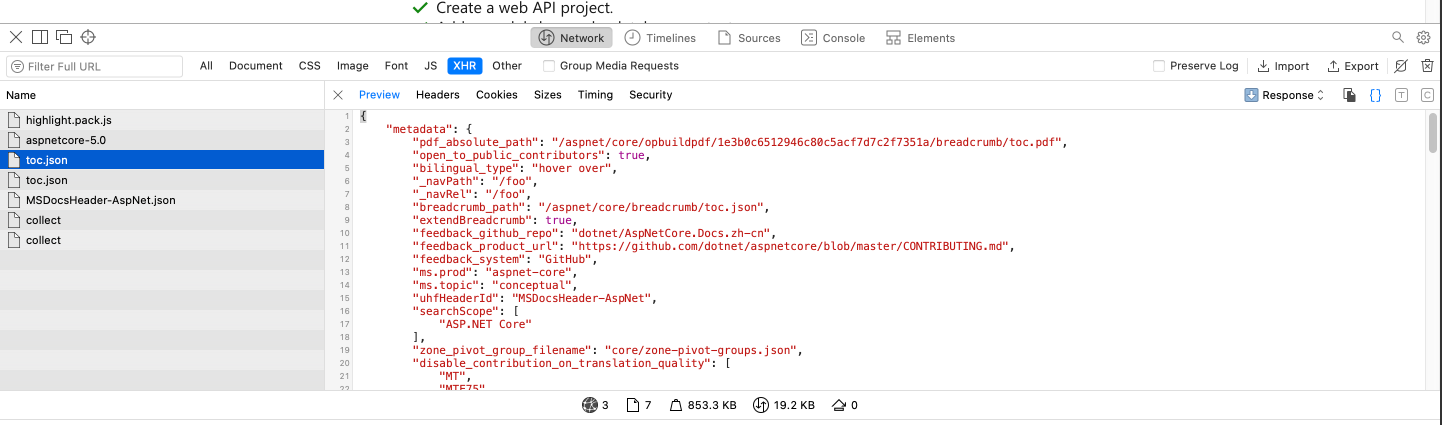 Create a web API project.
Network
Timelines
Sources
Console
Elements
Filter Full URL
All
Document
CSS
Image
Font
JS
XHR
Other
Group Media Requests
Preserve Log
Import
Export
Name
Preview
Headers
Cookies
Sizes
Timing
Security
Response
{}
T
C
highlight.pack.js
aspnetcore-5.0
toc.json
toc.json
MSDocsHeader-AspNet.json
collect
collect
1 {
2 "metadata": {
3 "pdf_absolute_path": "/aspnet/core/opbuildpdf/1e3b0c6512946c80c5acf7d7c2f7351a/breadcrumb/toc.pdf",
4 "open_to_public_contributors": true,
5 "bilingual_type": "hover over",
6 "_navPath": "/foo",
7 "_navRel": "/foo",
8 "breadcrumb_path": "/aspnet/core/breadcrumb/toc.json",
9 "extendBreadcrumb": true,
10 "feedback_github_repo": "dotnet/AspNetCore.Docs.zh-cn",
11 "feedback_product_url": "https://github.com/dotnet/aspnetcore/blob/master/CONTRIBUTING.md",
12 "feedback_system": "GitHub",
13 "ms.prod": "aspnet-core",
14 "ms.topic": "conceptual",
15 "uhfHeaderId": "MSDocsHeader-AspNet",
16 "searchScope": [
17 "ASP.NET Core"
18 ],
19 "zone_pivot_group_filename": "core/zone-pivot-groups.json",
20 "disable_contribution_on_translation_quality": [
21 "MT",
22 "MTE75"
3
7
853.3 KB
19.2 KB
0